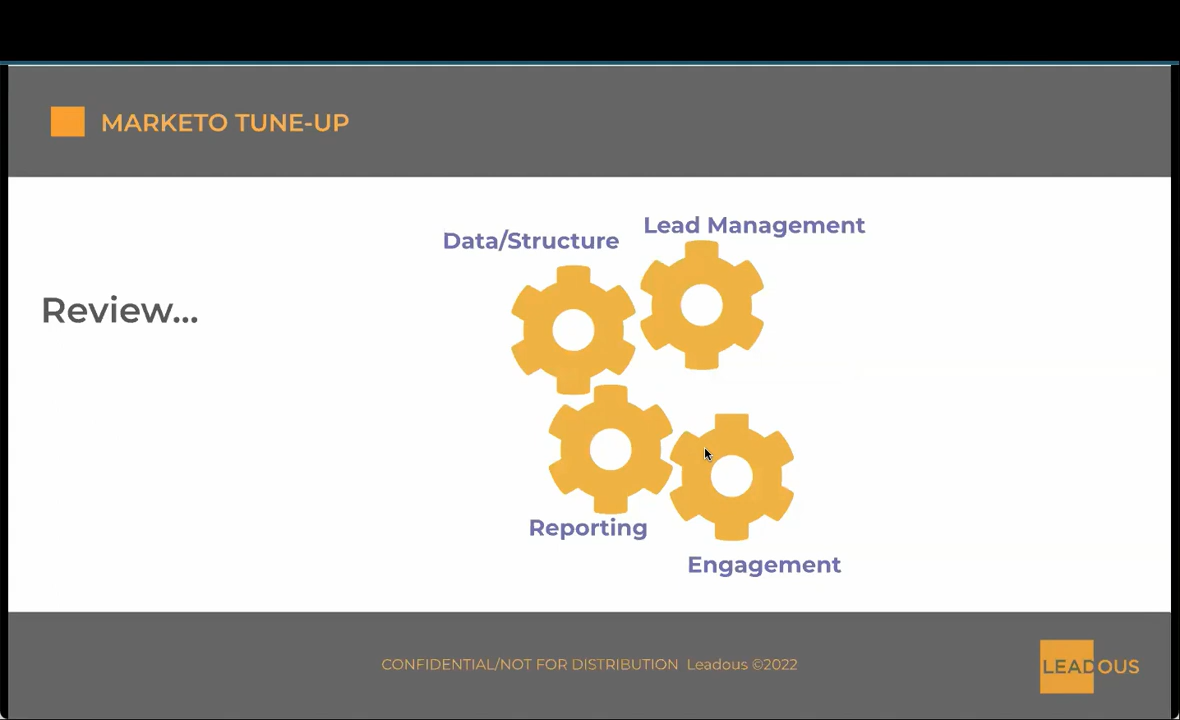 MARKETO TUNE-UP
Data/Structure
Lead Management
Review...
Reporting
Engagement
CONFIDENTIAL/NOT FOR DISTRIBUTION Leadous ©2022
LEADOUS